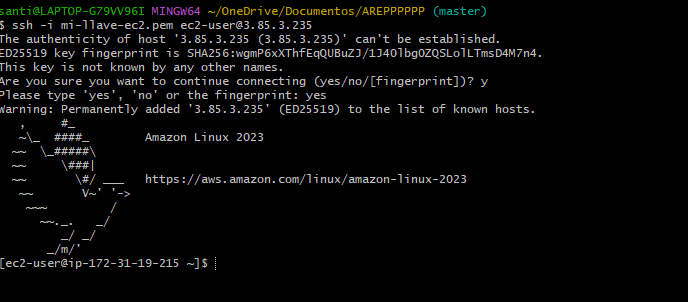 santi@LAPTOP-G79VV96I MINGW64 ~/OneDrive/Documentos/AREPPPPPP (master)
$ ssh -i mi-llave-ec2.pem ec2-user@3.85.3.235
The authenticity of host '3.85.3.235 (3.85.3.235)' can't be established.
ED25519 key fingerprint is SHA256:wgmP6xXThfEqQUBuZJ/1J4OlbgOZQSLolLTmsD4M7n4.
This key is not known by any other names.
Are you sure you want to continue connecting (yes/no/[fingerprint])? y
Please type 'yes', 'no' or the fingerprint: yes
Warning: Permanently added '3.85.3.235' (ED25519) to the list of known hosts.
   ,     #_
   ~\_  ####_        Amazon Linux 2023
  ~~  \_#####\
  ~~     \###|
  ~~       \#/ ___   https://aws.amazon.com/linux/amazon-linux-2023
   ~~       V~' '->
    ~~~         /
      ~~._.   _/
         _/ _/
       _/m/'
[ec2-user@ip-172-31-19-215 ~]$